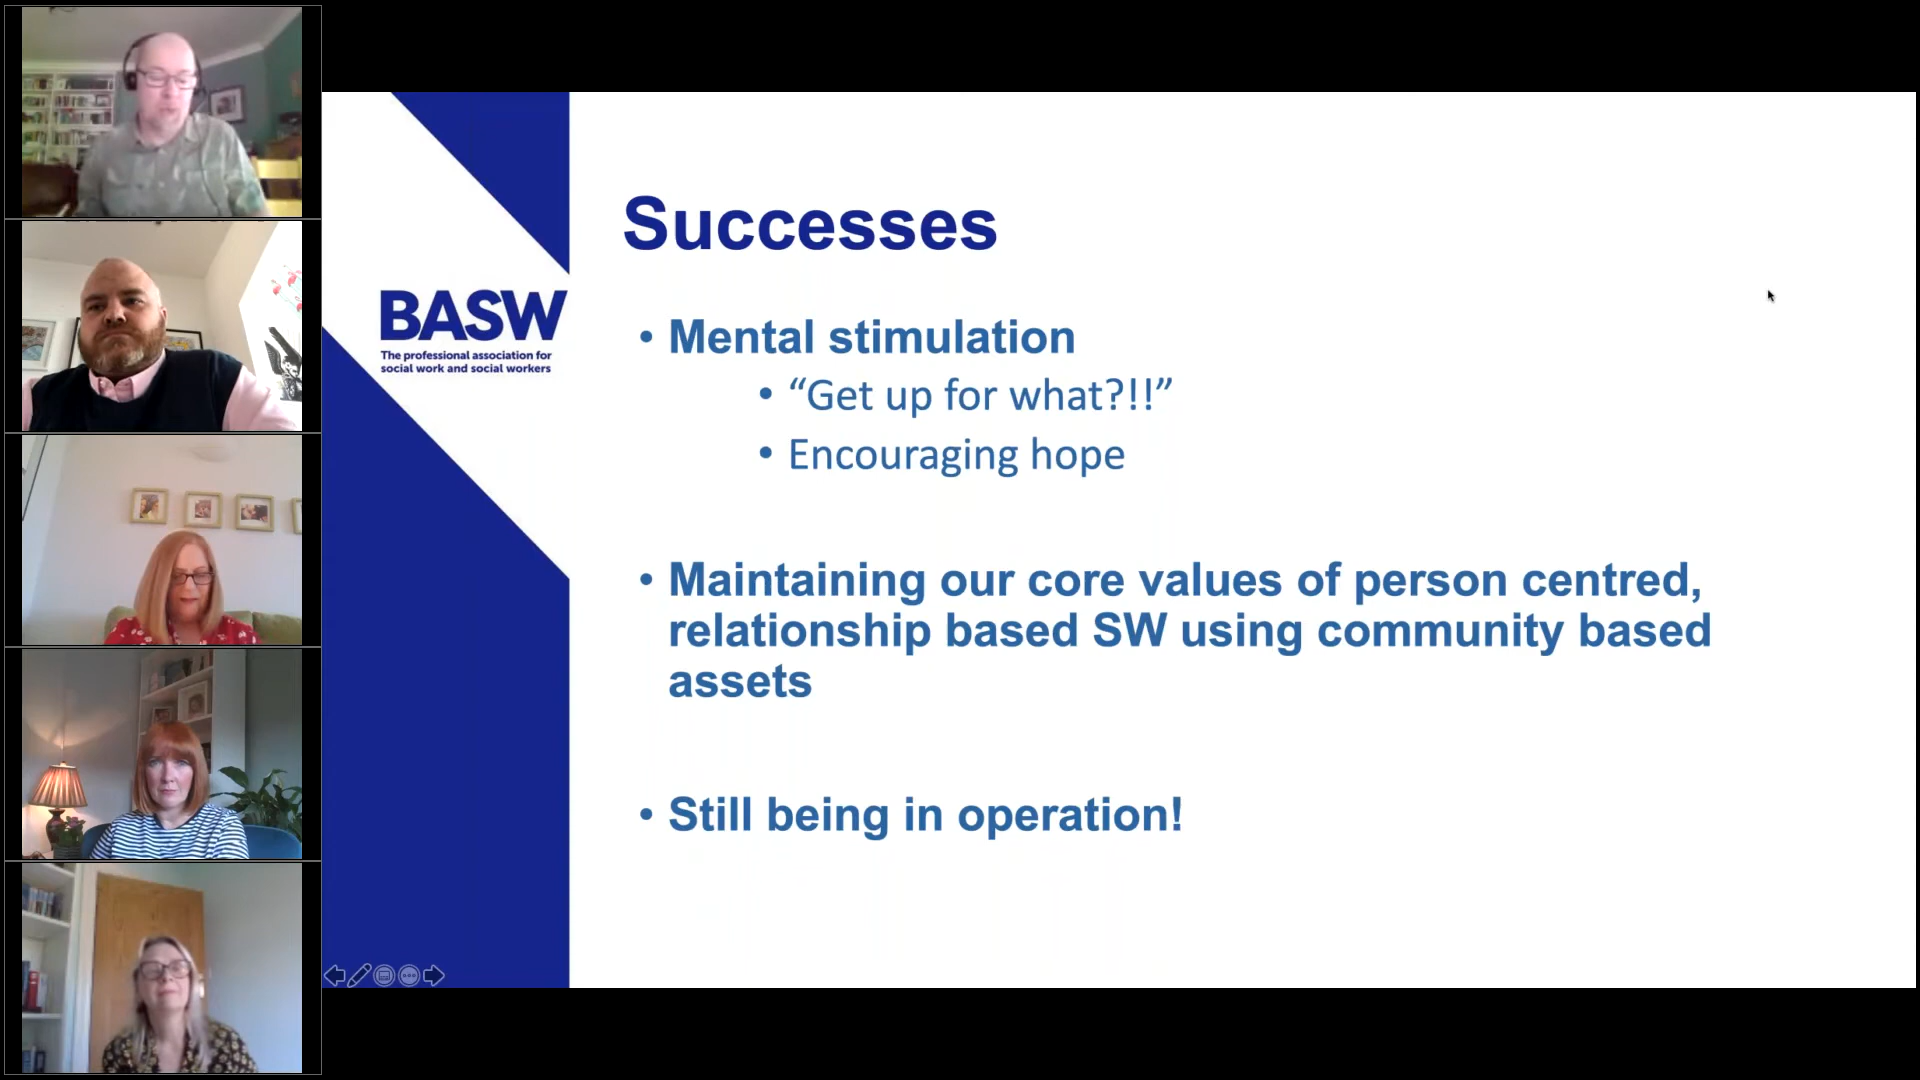 BASW
The professional association for
social work and social workers
Successes
• Mental stimulation
• “Get up for what?!!”
• Encouraging hope
• Maintaining our core values of person centred,
relationship based SW using community based
assets
• Still being in operation!